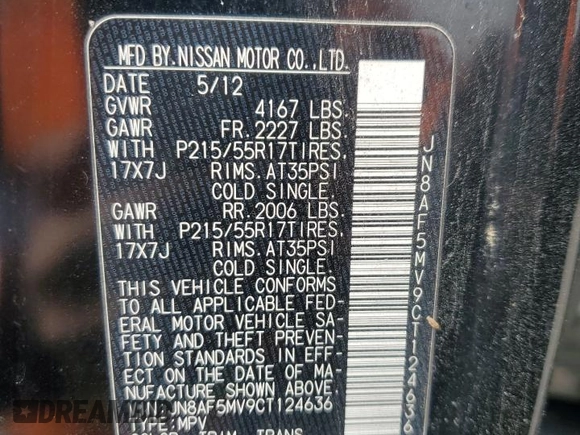 MFD BY NISSAN MOTOR CO.,LTD.
DATE 5/12
GVWR 4167 LBS.
GAWR FR. 2227 LBS.
WITH P215/55R17TIRES,
17X7J RIMS, AT35PSI
COLD SINGLE.
GAWR RR. 2006 LBS.
WITH P215/55R17TIRES,
17X7J RIMS, AT35PSI
COLD SINGLE.
THIS VEHICLE CONFORMS
TO ALL APPLICABLE FED-
ERAL MOTOR VEHICLE SA-
FETY AND THEFT PREVEN-
TION STANDARDS IN EFF-
ECT ON THE DATE OF MA-
NUFACTURE SHOWN ABOVE.
JN8AF5MV9CT124636
TYPE:MPV
COLOR TRIM TRANS
JN8AF5MV9CT124636